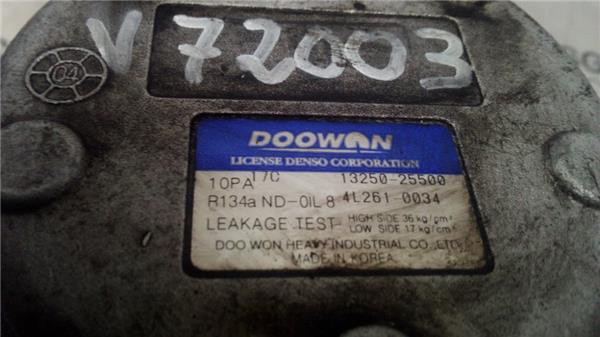 V 72003
04
DOOWON
LICENSE DENSO CORPORATION
10PA17C 13250-25500
R134a ND-OIL 8 4L261-0034
LEAKAGE TEST HIGH SIDE 36 kg/cm²
LOW SIDE 17 kg/cm²
DOO WON HEAVY INDUSTRIAL CO., LTD.
MADE IN KOREA